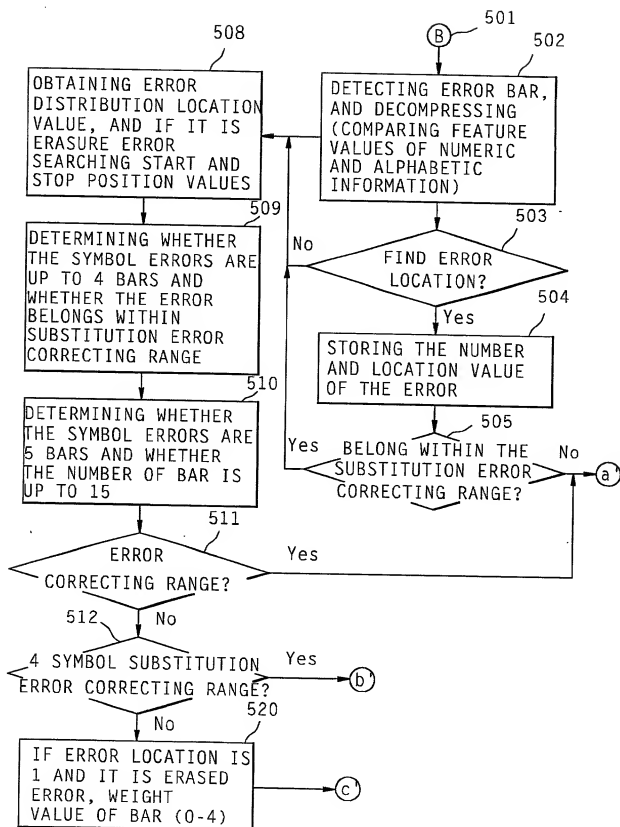 B
501
502
DETECTING ERROR BAR,
AND DECOMPRESSING
(COMPARING FEATURE
VALUES OF NUMERIC
AND ALPHABETIC
INFORMATION)
503
FIND ERROR
LOCATION?
No
Yes
504
STORING THE NUMBER
AND LOCATION VALUE
OF THE ERROR
505
BELONG WITHIN THE
SUBSTITUTION ERROR
CORRECTING RANGE?
Yes
No
a'
508
OBTAINING ERROR
DISTRIBUTION LOCATION
VALUE, AND IF IT IS
ERASURE ERROR
SEARCHING START AND
STOP POSITION VALUES
509
DETERMINING WHETHER
THE SYMBOL ERRORS ARE
UP TO 4 BARS AND
WHETHER THE ERROR
BELONGS WITHIN
SUBSTITUTION ERROR
CORRECTING RANGE
510
DETERMINING WHETHER
THE SYMBOL ERRORS ARE
5 BARS AND WHETHER
THE NUMBER OF BAR IS
UP TO 15
511
ERROR
CORRECTING RANGE?
Yes
No
512
4 SYMBOL SUBSTITUTION
ERROR CORRECTING RANGE?
Yes
b'
No
520
IF ERROR LOCATION IS
1 AND IT IS ERASED
ERROR, WEIGHT
VALUE OF BAR (0-4)
c'